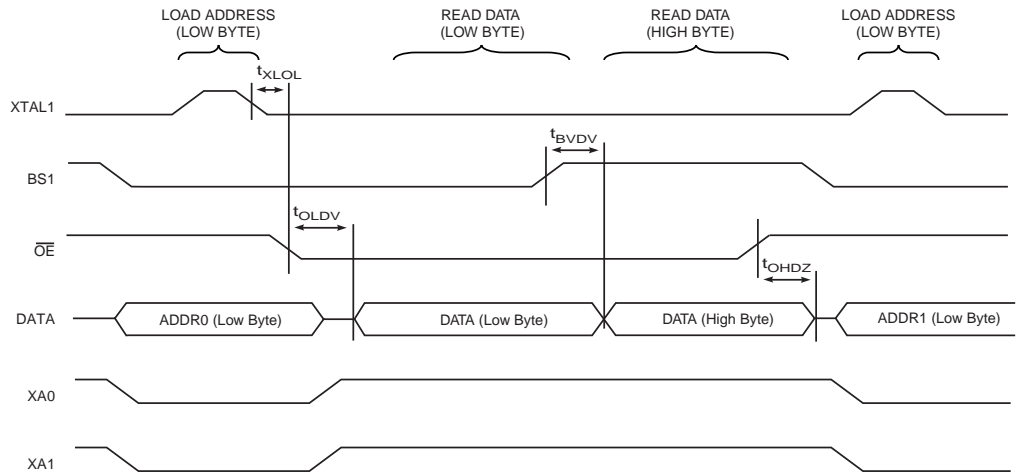 LOAD ADDRESS
(LOW BYTE)
READ DATA
(LOW BYTE)
READ DATA
(HIGH BYTE)
LOAD ADDRESS
(LOW BYTE)
tXLOL
XTAL1
tBVDV
BS1
tOLDV
OE
tOHDZ
DATA
ADDR0 (Low Byte)
DATA (Low Byte)
DATA (High Byte)
ADDR1 (Low Byte)
XA0
XA1